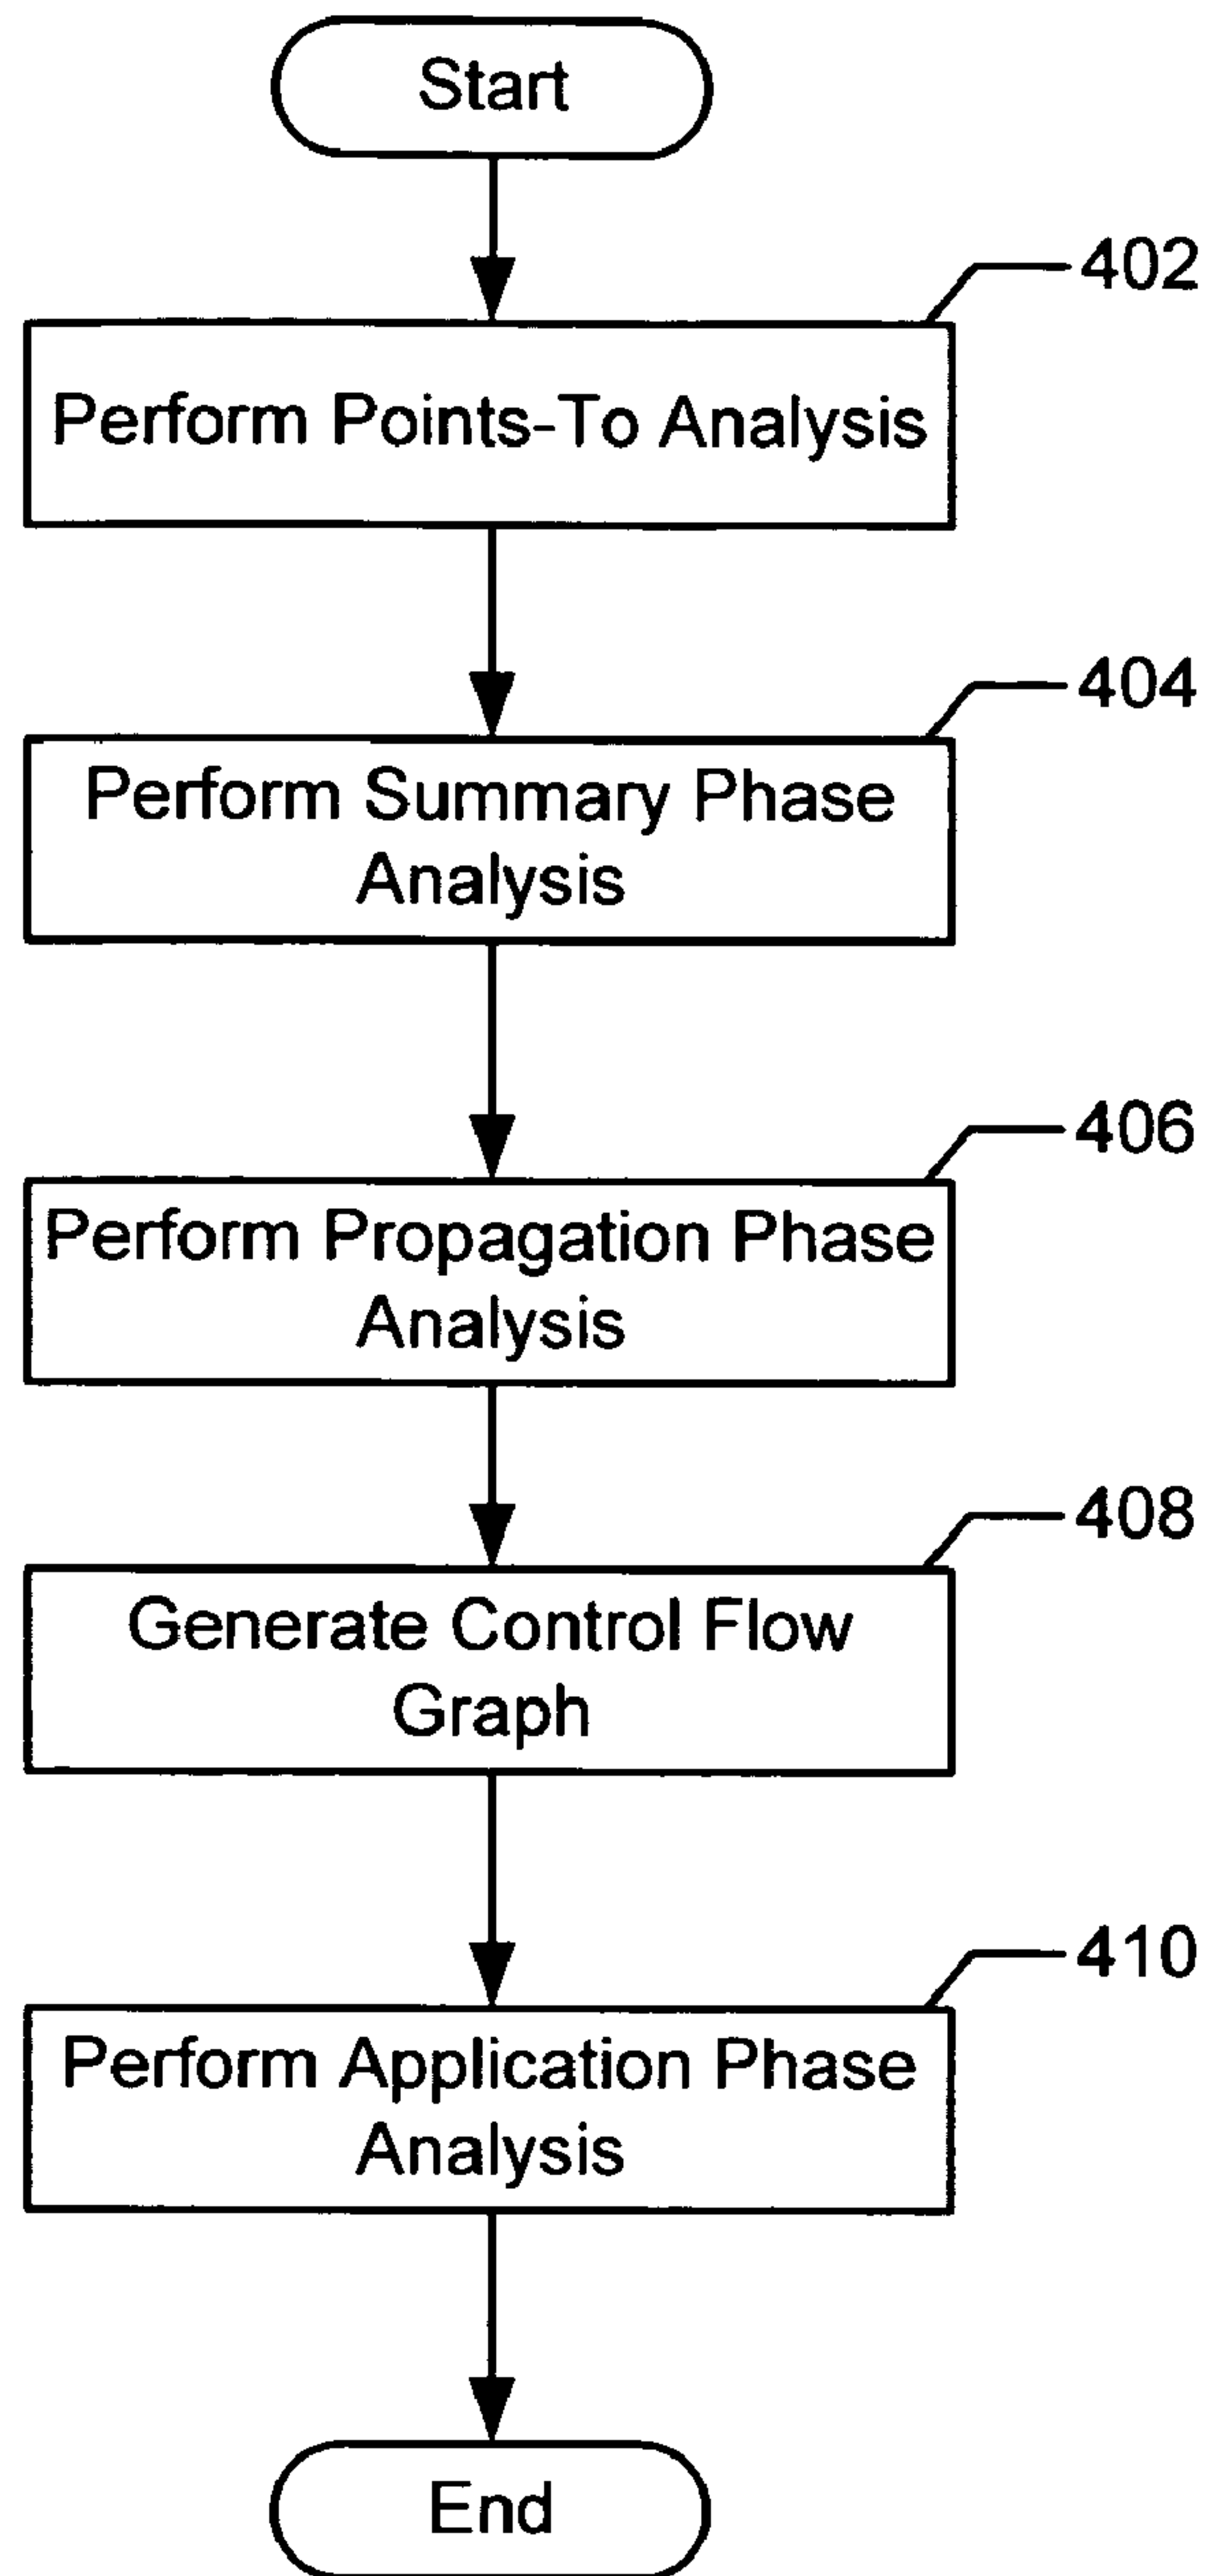 Start
402
Perform Points-To Analysis
404
Perform Summary Phase
Analysis
406
Perform Propagation Phase
Analysis
408
Generate Control Flow
Graph
410
Perform Application Phase
Analysis
End